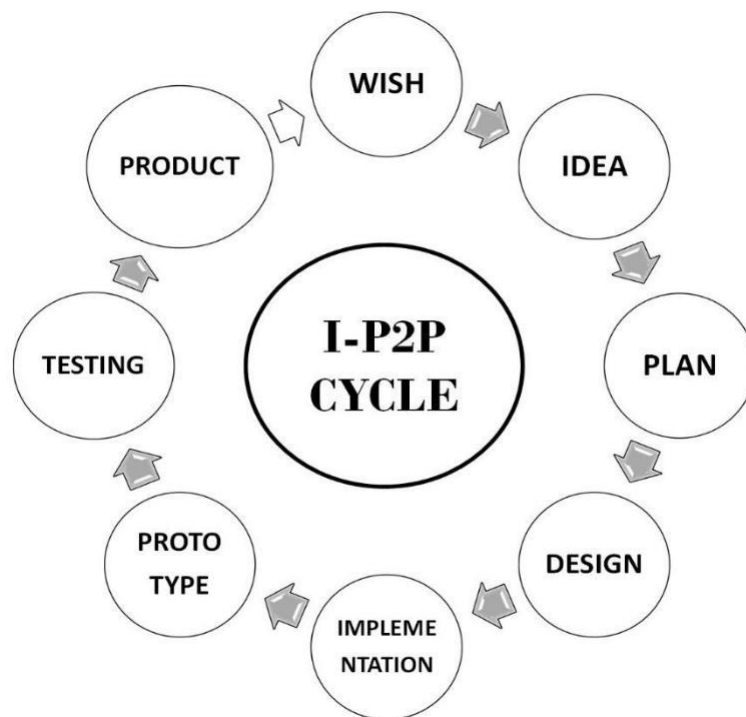 WISH
IDEA
PLAN
DESIGN
IMPLEME
NTATION
PROTO
TYPE
TESTING
PRODUCT
I-P2P
CYCLE